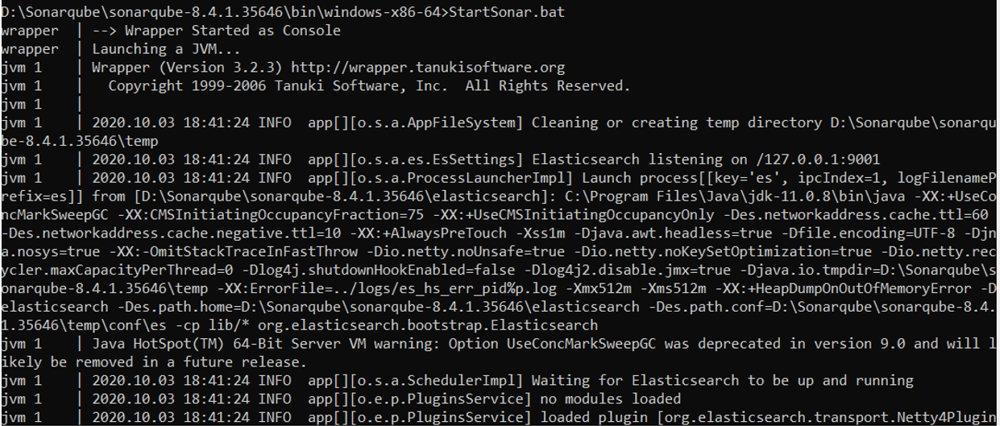 D:\Sonarqube\sonarqube-8.4.1.35646\bin\windows-x86-64>StartSonar.bat
wrapper  | --> Wrapper Started as Console
wrapper  | Launching a JVM...
jvm 1    | Wrapper (Version 3.2.3) http://wrapper.tanukisoftware.org
jvm 1    |   Copyright 1999-2006 Tanuki Software, Inc.  All Rights Reserved.
jvm 1    |
jvm 1    | 2020.10.03 18:41:24 INFO  app[][o.s.a.AppFileSystem] Cleaning or creating temp directory D:\Sonarqube\sonarqu
be-8.4.1.35646\temp
jvm 1    | 2020.10.03 18:41:24 INFO  app[][o.s.a.es.EsSettings] Elasticsearch listening on /127.0.0.1:9001
jvm 1    | 2020.10.03 18:41:24 INFO  app[][o.s.a.ProcessLauncherImpl] Launch process[[key='es', ipcIndex=1, logFilenameP
refix=es]] from [D:\Sonarqube\sonarqube-8.4.1.35646\elasticsearch]: C:\Program Files\Java\jdk-11.0.8\bin\java -XX:+UseCo
ncMarkSweepGC -XX:CMSInitiatingOccupancyFraction=75 -XX:+UseCMSInitiatingOccupancyOnly -Des.networkaddress.cache.ttl=60
-Des.networkaddress.cache.negative.ttl=10 -XX:+AlwaysPreTouch -Xss1m -Djava.awt.headless=true -Dfile.encoding=UTF-8 -Djn
a.nosys=true -XX:-OmitStackTraceInFastThrow -Dio.netty.noUnsafe=true -Dio.netty.noKeySetOptimization=true -Dio.netty.rec
ycler.maxCapacityPerThread=0 -Dlog4j.shutdownHookEnabled=false -Dlog4j2.disable.jmx=true -Djava.io.tmpdir=D:\Sonarqube\s
onarqube-8.4.1.35646\temp -XX:ErrorFile=../logs/es_hs_err_pid%p.log -Xmx512m -Xms512m -XX:+HeapDumpOnOutOfMemoryError -D
elasticsearch -Des.path.home=D:\Sonarqube\sonarqube-8.4.1.35646\elasticsearch -Des.path.conf=D:\Sonarqube\sonarqube-8.4.
1.35646\temp\conf\es -cp lib/* org.elasticsearch.bootstrap.Elasticsearch
jvm 1    | Java HotSpot(TM) 64-Bit Server VM warning: Option UseConcMarkSweepGC was deprecated in version 9.0 and will l
ikely be removed in a future release.
jvm 1    | 2020.10.03 18:41:24 INFO  app[][o.s.a.SchedulerImpl] Waiting for Elasticsearch to be up and running
jvm 1    | 2020.10.03 18:41:24 INFO  app[][o.e.p.PluginsService] no modules loaded
jvm 1    | 2020.10.03 18:41:24 INFO  app[][o.e.p.PluginsService] loaded plugin [org.elasticsearch.transport.Netty4Plugin